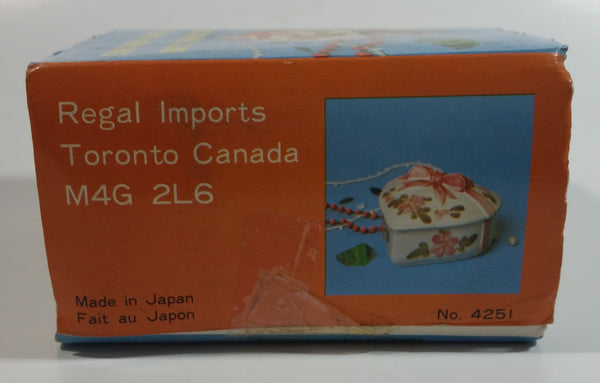 Regal Imports
Toronto Canada
M4G 2L6
Made in Japan
Fait au Japon
No. 4251